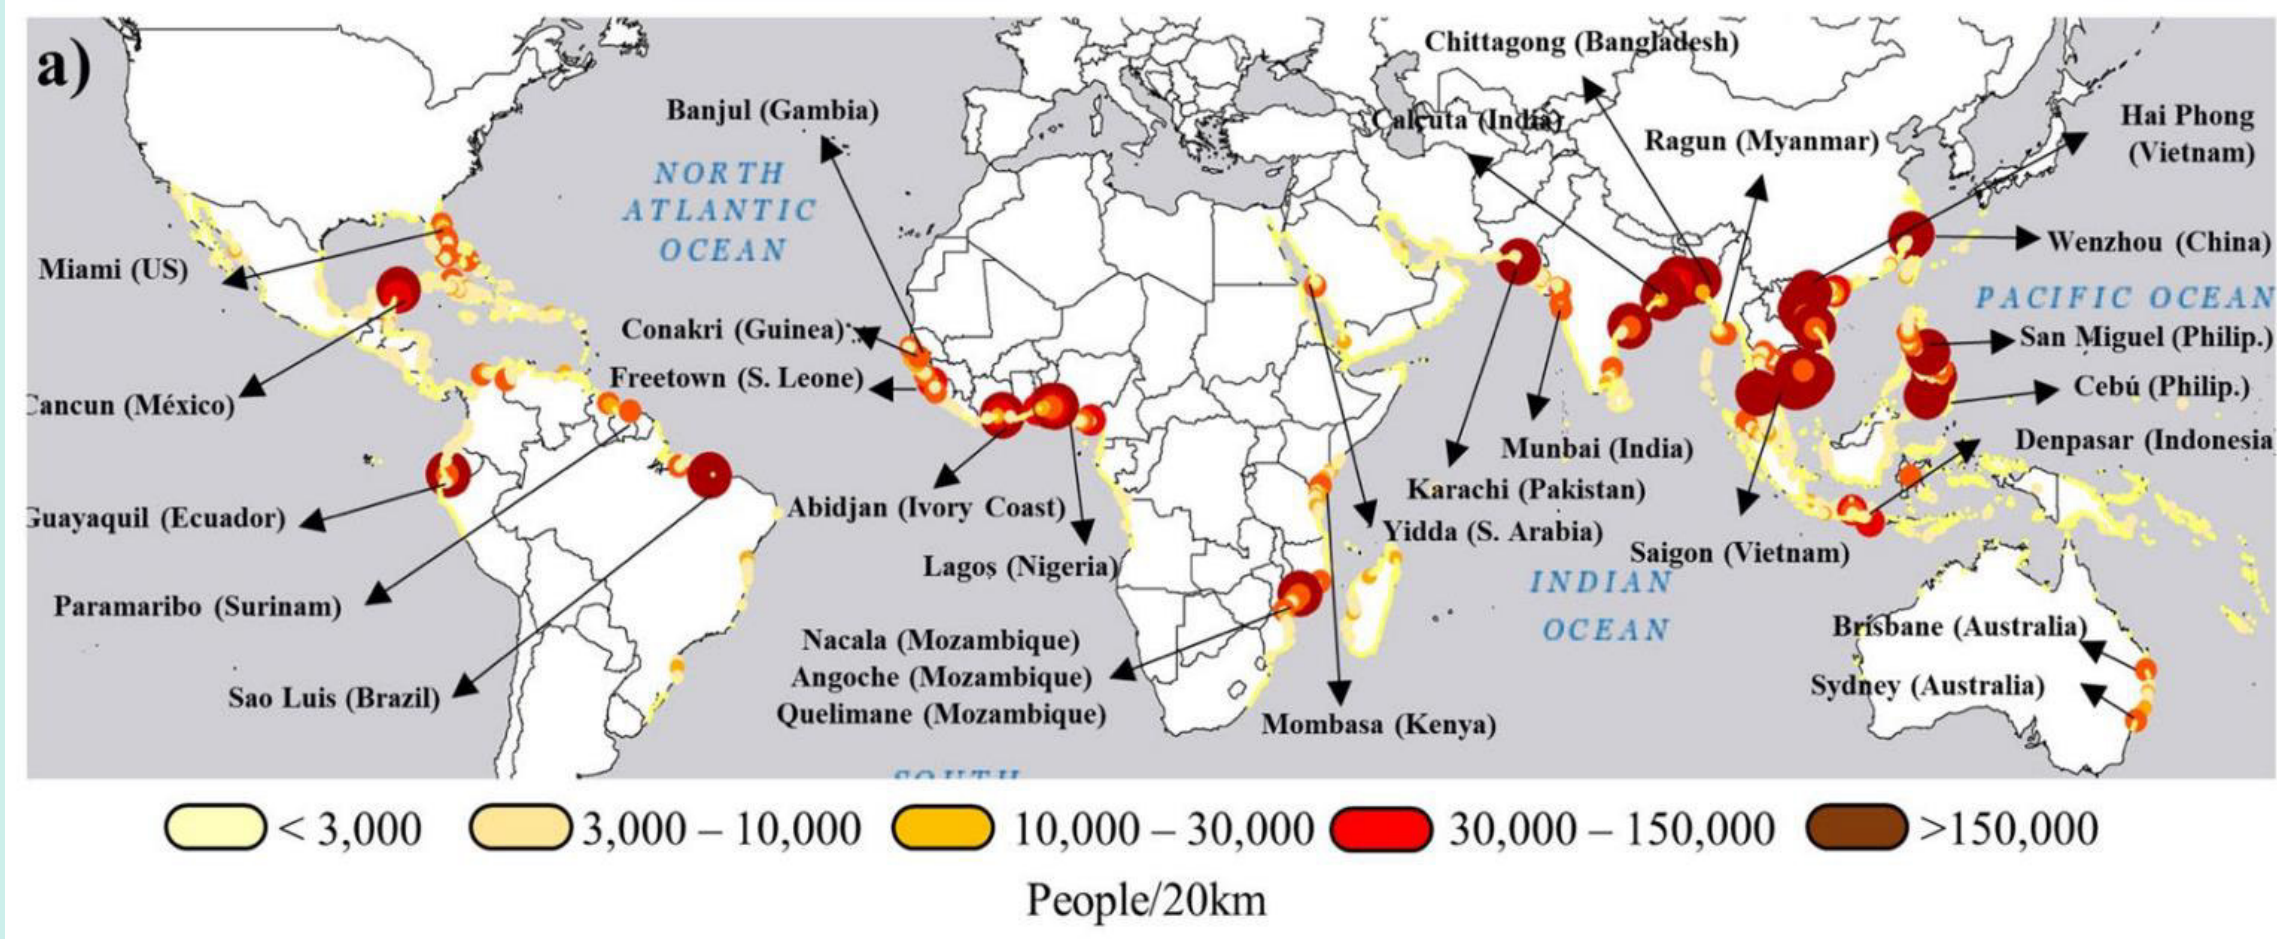 a)
Chittagong (Bangladesh)
Banjul (Gambia)
Calcuta (India)
Ragun (Myanmar)
Hai Phong
(Vietnam)
NORTH
ATLANTIC
OCEAN
Miami (US)
Wenzhou (China)
PACIFIC OCEAN
Conakri (Guinea)
San Miguel (Philip.)
Freetown (S. Leone)
Cebú (Philip.)
Cancun (México)
Denpasar (Indonesia
Munbai (India)
Karachi (Pakistan)
Guayaquil (Ecuador)
Abidjan (Ivory Coast)
Yidda (S. Arabia)
Saigon (Vietnam)
Lagos (Nigeria)
INDIAN
OCEAN
Paramaribo (Surinam)
Brisbane (Australia)
Nacala (Mozambique)
Angoche (Mozambique)
Quelimane (Mozambique)
Sydney (Australia)
Sao Luis (Brazil)
Mombasa (Kenya)
SOUTH
< 3,000
3,000 – 10,000
10,000 – 30,000
30,000 – 150,000
>150,000
People/20km